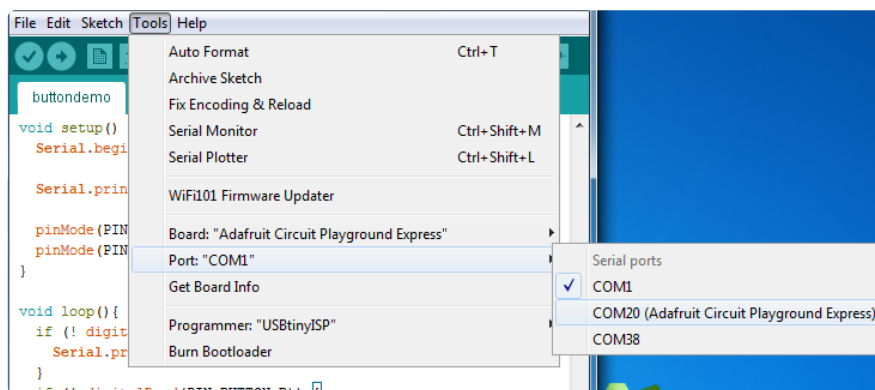 File Edit Sketch Tools Help
Auto Format Ctrl+T
Archive Sketch
Fix Encoding & Reload
Serial Monitor Ctrl+Shift+M
Serial Plotter Ctrl+Shift+L
WiFi101 Firmware Updater
Board: "Adafruit Circuit Playground Express"
Port: "COM1"
Get Board Info
Programmer: "USBtinyISP"
Burn Bootloader
Serial ports
COM1
COM20 (Adafruit Circuit Playground Express)
COM38
buttondemo
void setup()
Serial.begi
Serial.prin
pinMode(PIN
pinMode(PIN
}
void loop(){
if (! digit
Serial.pr
}